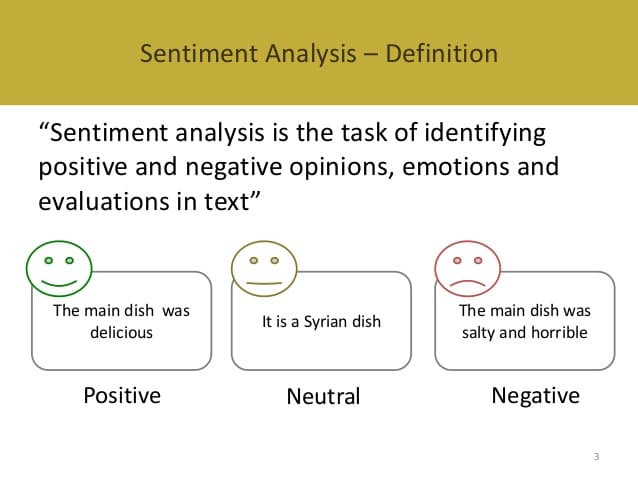 Sentiment Analysis – Definition
“Sentiment analysis is the task of identifying
positive and negative opinions, emotions and
evaluations in text”
The main dish was
delicious
It is a Syrian dish
The main dish was
salty and horrible
Positive
Neutral
Negative
3